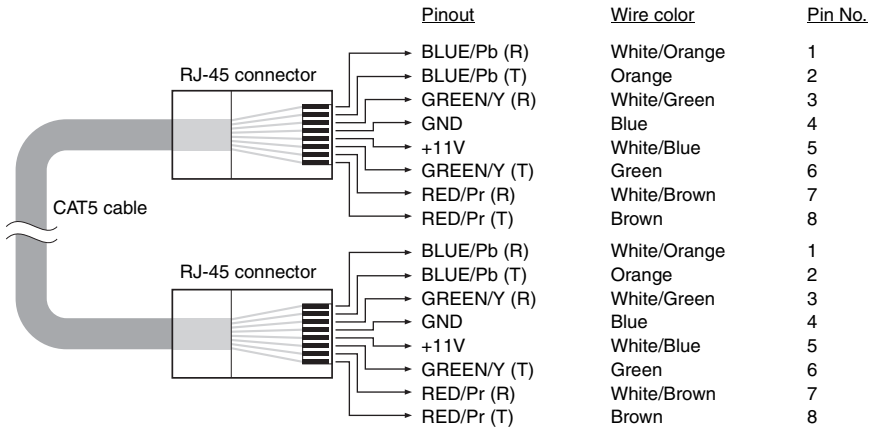 Pinout Wire color Pin No.
BLUE/Pb (R) White/Orange 1
RJ-45 connector BLUE/Pb (T) Orange 2
GREEN/Y (R) White/Green 3
GND Blue 4
+11V White/Blue 5
GREEN/Y (T) Green 6
RED/Pr (R) White/Brown 7
CAT5 cable RED/Pr (T) Brown 8
BLUE/Pb (R) White/Orange 1
RJ-45 connector BLUE/Pb (T) Orange 2
GREEN/Y (R) White/Green 3
GND Blue 4
+11V White/Blue 5
GREEN/Y (T) Green 6
RED/Pr (R) White/Brown 7
RED/Pr (T) Brown 8